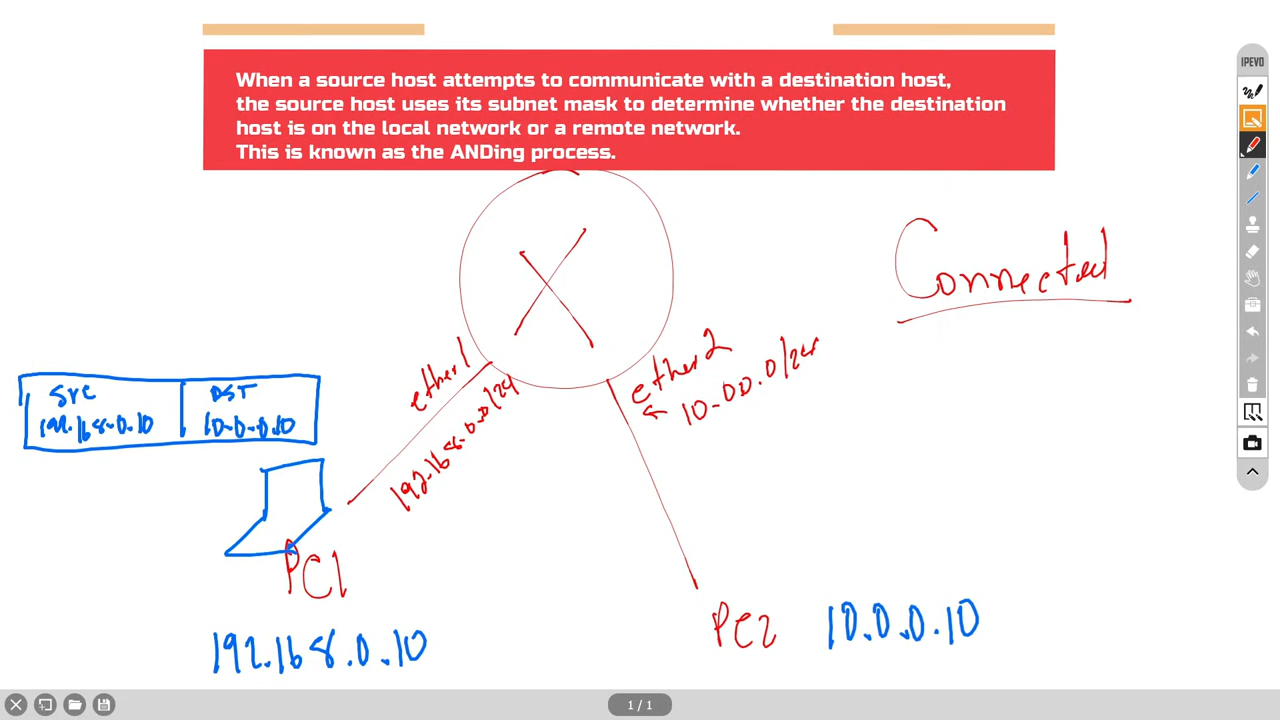 When a source host attempts to communicate with a destination host,
the source host uses its subnet mask to determine whether the destination
host is on the local network or a remote network.
This is known as the ANDing process.
IPEVO
Connected
ether1
192.168.0.0/24
ether2
10.00.0/24
Src
192.168.0.10
DST
10.0.0.10
PC1
192.168.0.10
PC2
10.0.0.10
1 / 1